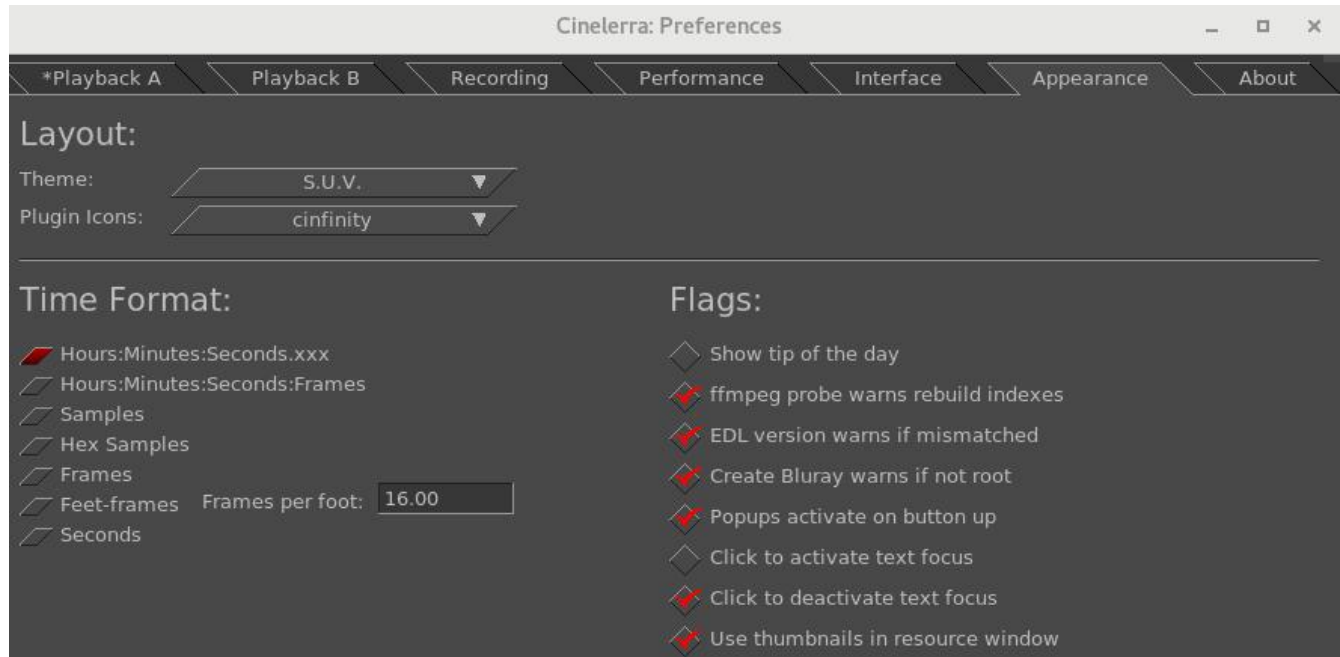 Cinelerra: Preferences
*Playback A Playback B Recording Performance Interface Appearance About
Layout:
Theme: S.U.V.
Plugin Icons: cinfinity
Time Format:
Hours:Minutes:Seconds.xxx
Hours:Minutes:Seconds:Frames
Samples
Hex Samples
Frames
Feet-frames Frames per foot: 16.00
Seconds
Flags:
Show tip of the day
ffmpeg probe warns rebuild indexes
EDL version warns if mismatched
Create Bluray warns if not root
Popups activate on button up
Click to activate text focus
Click to deactivate text focus
Use thumbnails in resource window